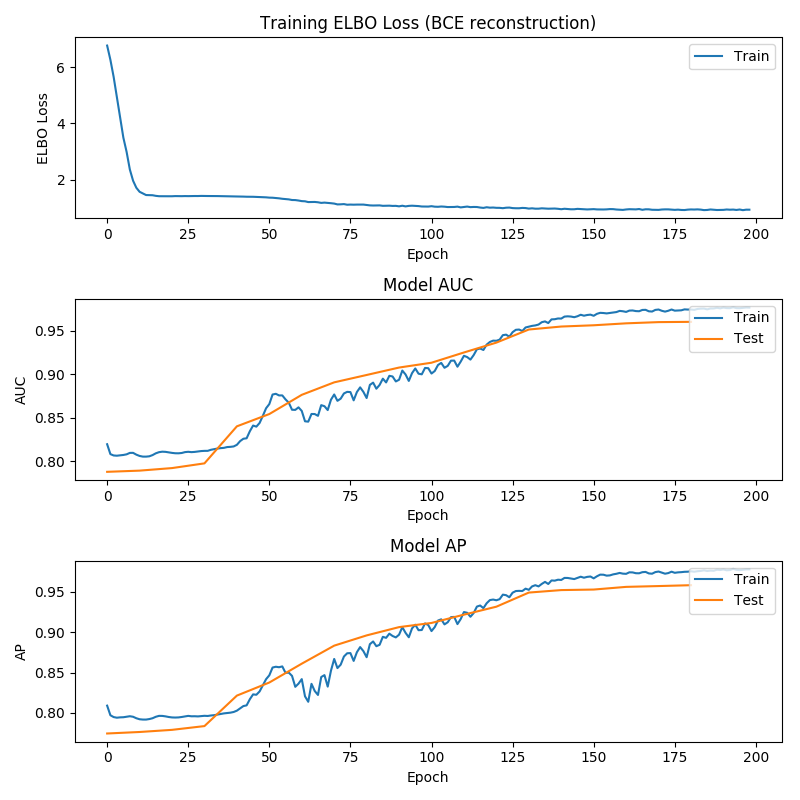 Training ELBO Loss (BCE reconstruction)
Train
6
4
2
ELBO Loss
0 25 50 75 100 125 150 175 200
Epoch
Model AUC
Train
Test
0.95
0.90
0.85
0.80
AUC
0 25 50 75 100 125 150 175 200
Epoch
Model AP
Train
Test
0.95
0.90
0.85
0.80
AP
0 25 50 75 100 125 150 175 200
Epoch